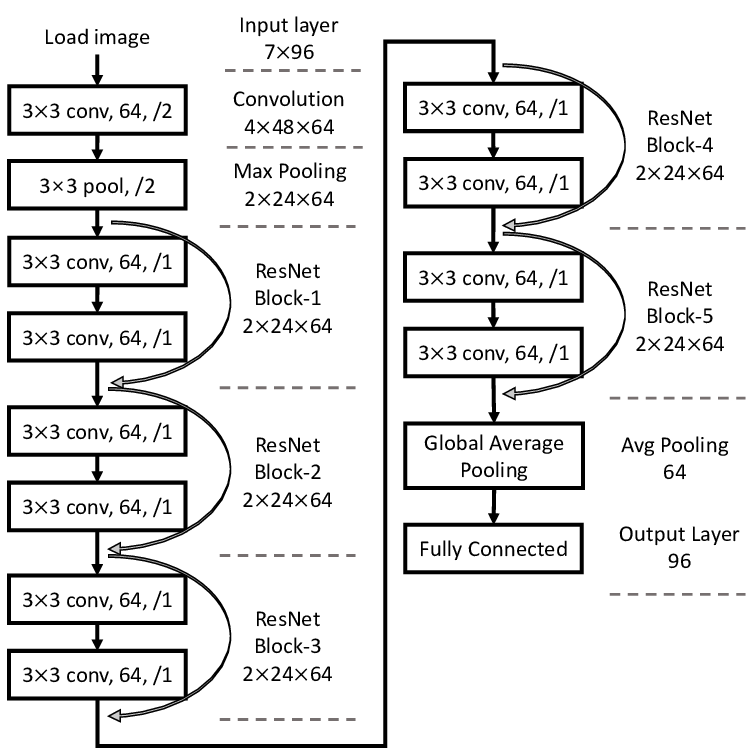 Load image
Input layer
7×96
3×3 conv, 64, /2
Convolution
4×48×64
3×3 pool, /2
Max Pooling
2×24×64
3×3 conv, 64, /1
3×3 conv, 64, /1
ResNet
Block-1
2×24×64
3×3 conv, 64, /1
3×3 conv, 64, /1
ResNet
Block-2
2×24×64
3×3 conv, 64, /1
3×3 conv, 64, /1
ResNet
Block-3
2×24×64
3×3 conv, 64, /1
3×3 conv, 64, /1
ResNet
Block-4
2×24×64
3×3 conv, 64, /1
3×3 conv, 64, /1
ResNet
Block-5
2×24×64
Global Average
Pooling
Avg Pooling
64
Fully Connected
Output Layer
96